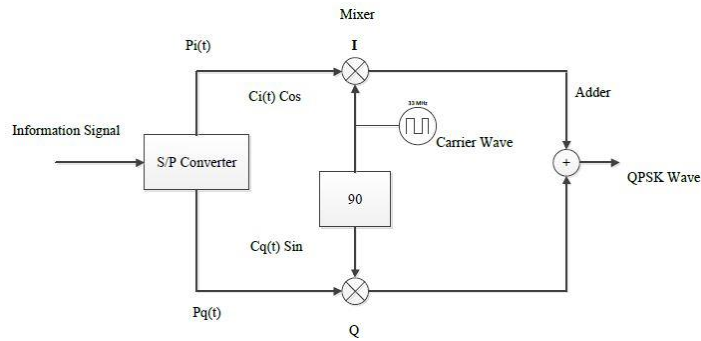 Mixer
Pi(t)
I
Ci(t) Cos
33 MHz
Adder
Information Signal
Carrier Wave
S/P Converter
+
QPSK Wave
90
Cq(t) Sin
Pq(t)
Q